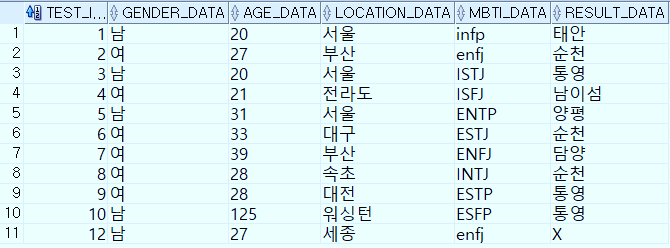 TEST_I... GENDER_DATA AGE_DATA LOCATION_DATA MBTI_DATA RESULT_DATA
1 1 남 20 서울 infp 태안
2 2 여 27 부산 enfj 순천
3 3 남 20 서울 ISTJ 통영
4 4 여 21 전라도 ISFJ 남이섬
5 5 남 31 서울 ENTP 양평
6 6 여 33 대구 ESTJ 순천
7 7 여 39 부산 ENFJ 담양
8 8 여 28 속초 INTJ 순천
9 9 여 28 대전 ESTP 통영
10 10 남 125 워싱턴 ESFP 통영
11 12 남 27 세종 enfj X